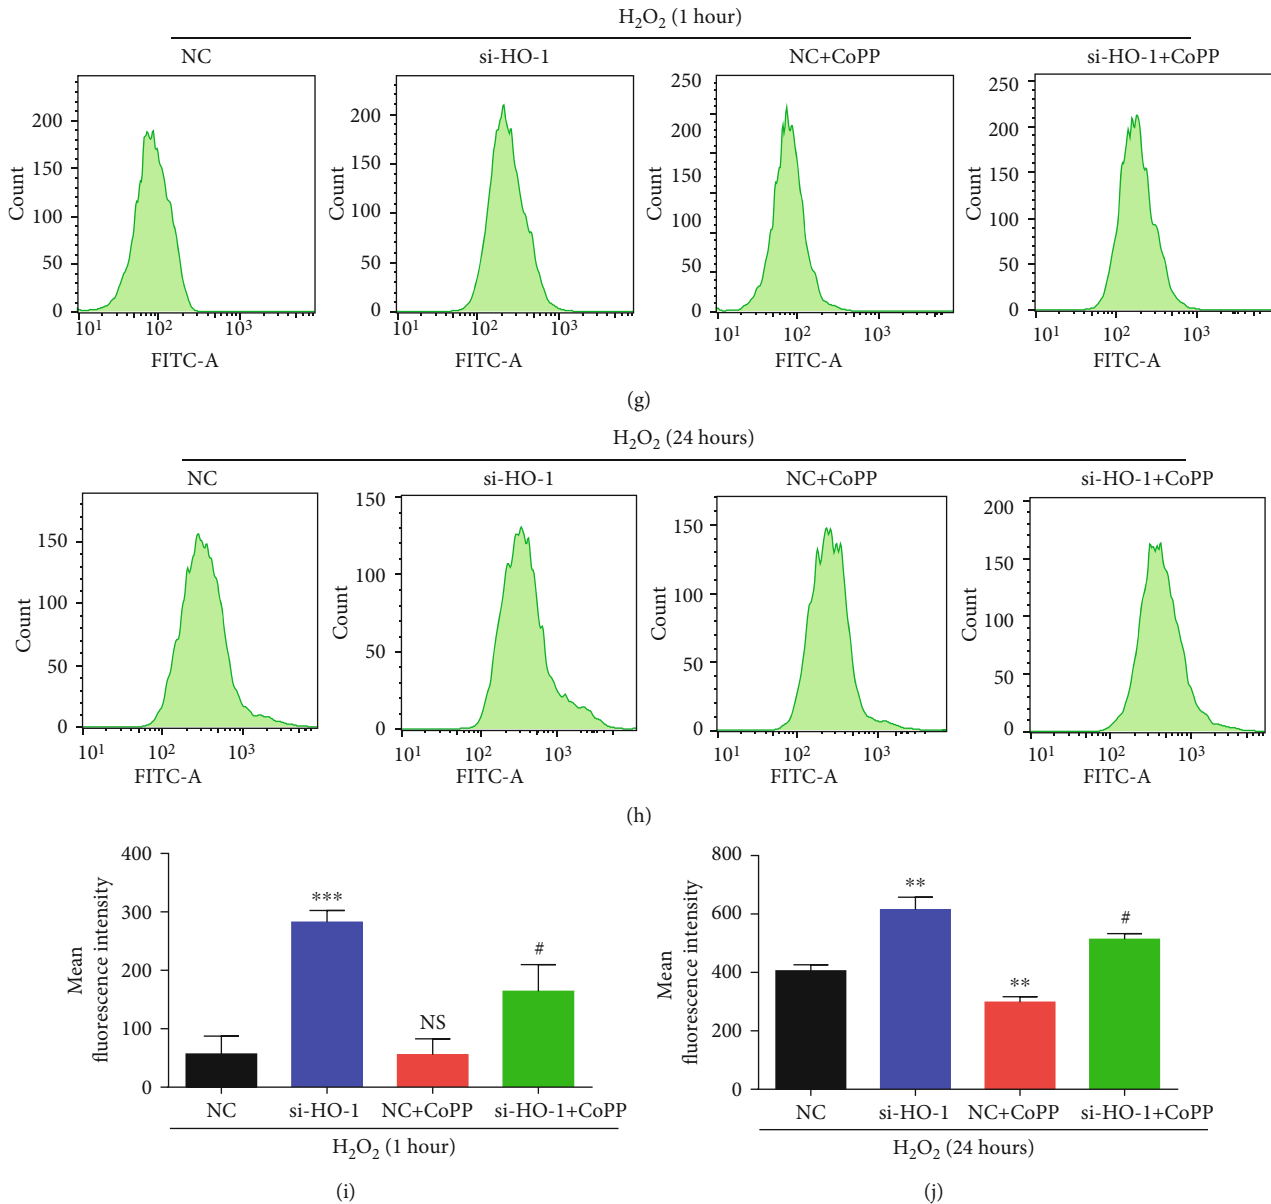 H₂O₂ (1 hour)
NC si-HO-1 NC+CoPP si-HO-1+CoPP
200
150
100
50
0
Count
10¹ 10² 10³
FITC-A
200
150
100
50
0
Count
10¹ 10² 10³
FITC-A
250
200
150
100
50
0
Count
10¹ 10² 10³
FITC-A
250
200
150
100
50
0
Count
10¹ 10² 10³
FITC-A
(g)
H₂O₂ (24 hours)
NC si-HO-1 NC+CoPP si-HO-1+CoPP
150
100
50
0
Count
10¹ 10² 10³
FITC-A
150
100
50
0
Count
10¹ 10² 10³
FITC-A
150
100
50
0
Count
10¹ 10² 10³
FITC-A
200
150
100
50
0
Count
10¹ 10² 10³
FITC-A
(h)
400
300
200
100
0
Mean
fluorescence intensity
***
NS
#
NC si-HO-1 NC+CoPP si-HO-1+CoPP
H₂O₂ (1 hour)
(i)
800
600
400
200
0
Mean
fluorescence intensity
**
**
#
NC si-HO-1 NC+CoPP si-HO-1+CoPP
H₂O₂ (24 hours)
(j)